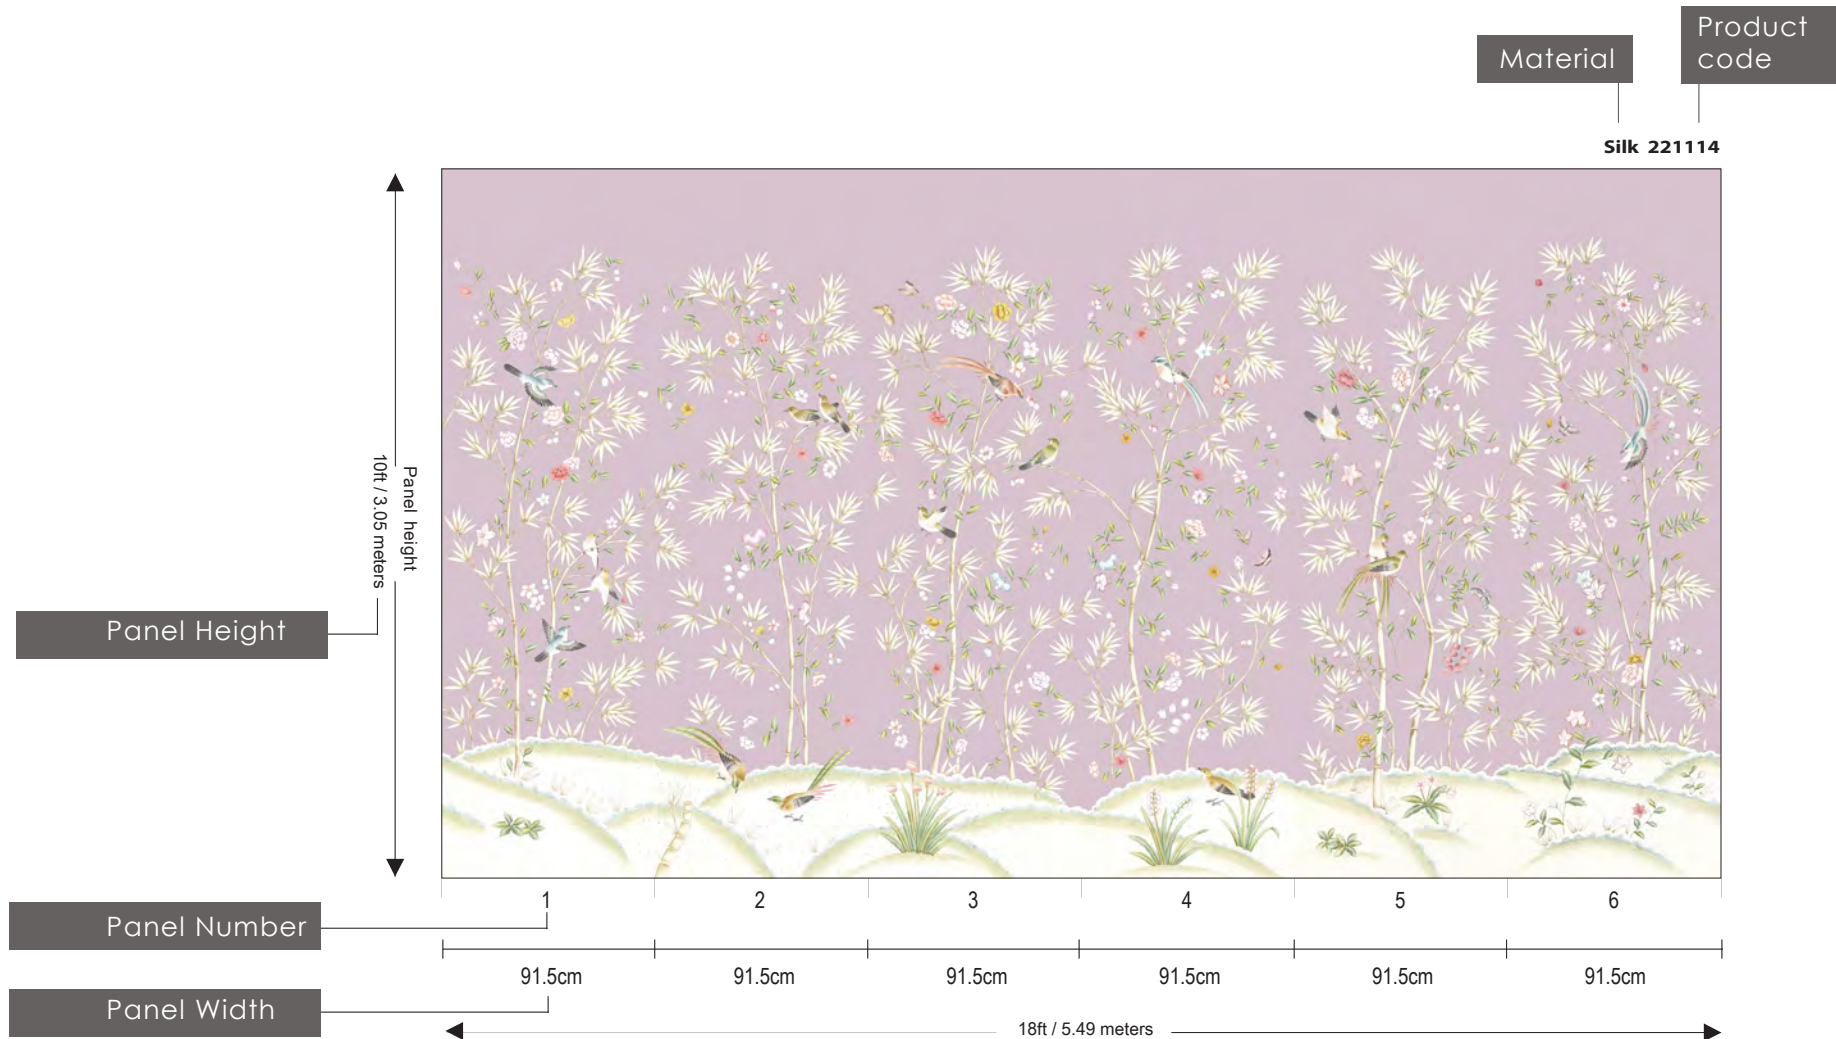 Product
code
Material
Silk 221114
Panel height
10ft / 3.05 meters
Panel Height
1 2 3 4 5 6
Panel Number
91.5cm 91.5cm 91.5cm 91.5cm 91.5cm 91.5cm
Panel Width
18ft / 5.49 meters